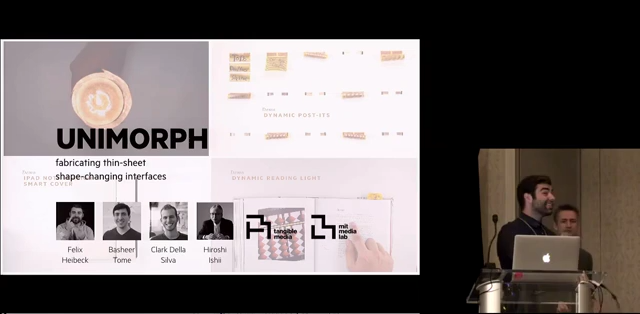 UNIMORPH
fabricating thin-sheet
shape-changing interfaces
DYNAMIC POST-ITS
IPAD
SMART COVER
DYNAMIC READING LIGHT
Felix
Heibeck
Basheer
Tome
Clark Della
Silva
Hiroshi
Ishii
tangible
media
mit
media
lab